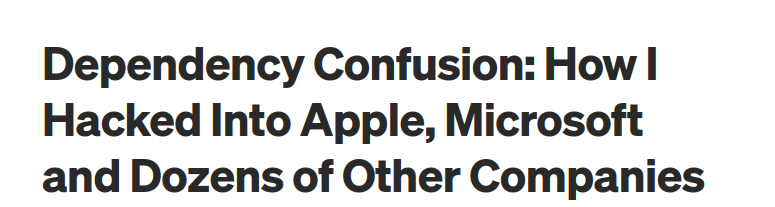 Dependency Confusion: How I
Hacked Into Apple, Microsoft
and Dozens of Other Companies